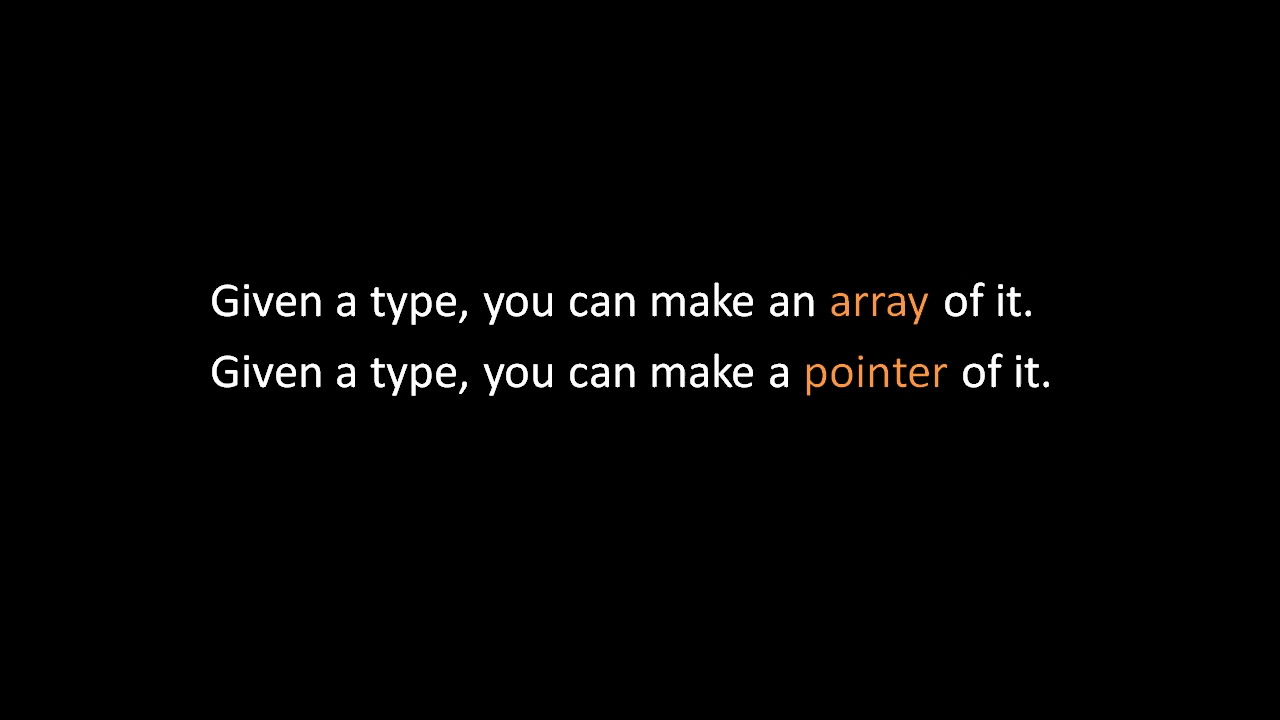 Given a type, you can make an array of it.
Given a type, you can make a pointer of it.